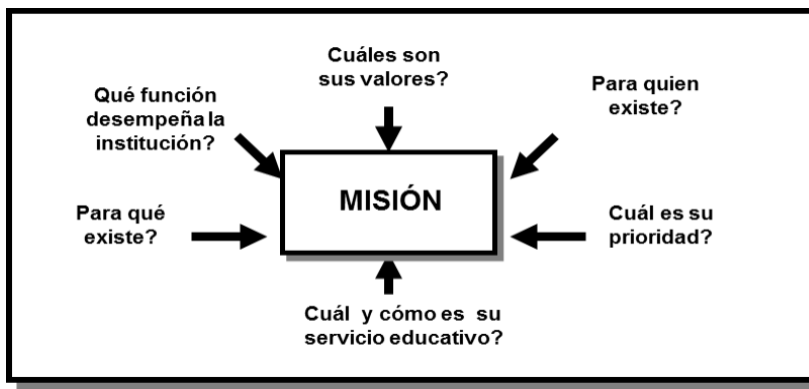 Cuáles son
sus valores?
Qué función
desempeña la
institución?
Para quien
existe?
MISIÓN
Para qué
existe?
Cuál es su
prioridad?
Cuál y cómo es su
servicio educativo?